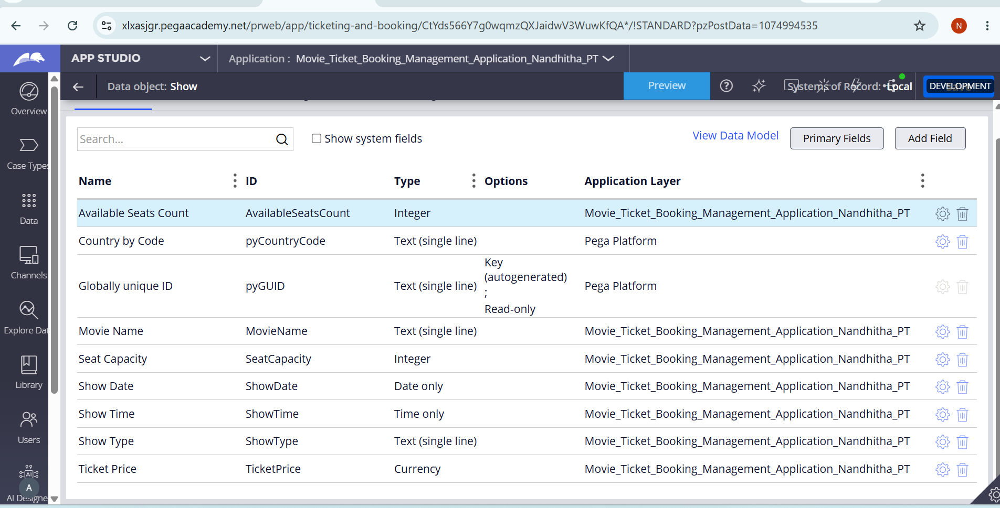 xlxasjgr.pegaacademy.net/prweb/app/ticketing-and-booking/CtYds566Y7g0wqmzQXJaidwV3WuwKfQA*/!STANDARD?pzPostData=1074994535
N
APP STUDIO
Application : Movie_Ticket_Booking_Management_Application_Nandhitha_PT
Data object: Show
Preview
Systems of Record: Local
DEVELOPMENT
Overview
Case Types
Data
Channels
Explore Dat
Library
Users
AI
A
AI Designe
Search...
Show system fields
View Data Model
Primary Fields
Add Field
Name ID Type Options Application Layer
Available Seats Count AvailableSeatsCount Integer Movie_Ticket_Booking_Management_Application_Nandhitha_PT
Country by Code pyCountryCode Text (single line) Pega Platform
Globally unique ID pyGUID Text (single line) Key
(autogenerated)
;
Read-only
Pega Platform
Movie Name MovieName Text (single line) Movie_Ticket_Booking_Management_Application_Nandhitha_PT
Seat Capacity SeatCapacity Integer Movie_Ticket_Booking_Management_Application_Nandhitha_PT
Show Date ShowDate Date only Movie_Ticket_Booking_Management_Application_Nandhitha_PT
Show Time ShowTime Time only Movie_Ticket_Booking_Management_Application_Nandhitha_PT
Show Type ShowType Text (single line) Movie_Ticket_Booking_Management_Application_Nandhitha_PT
Ticket Price TicketPrice Currency Movie_Ticket_Booking_Management_Application_Nandhitha_PT